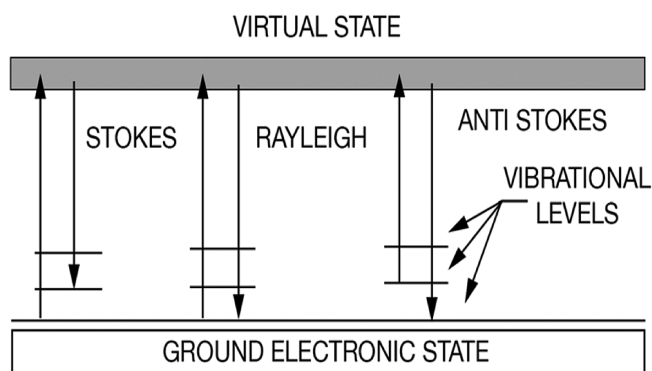 VIRTUAL STATE
STOKES
RAYLEIGH
ANTI STOKES
VIBRATIONAL
LEVELS
GROUND ELECTRONIC STATE